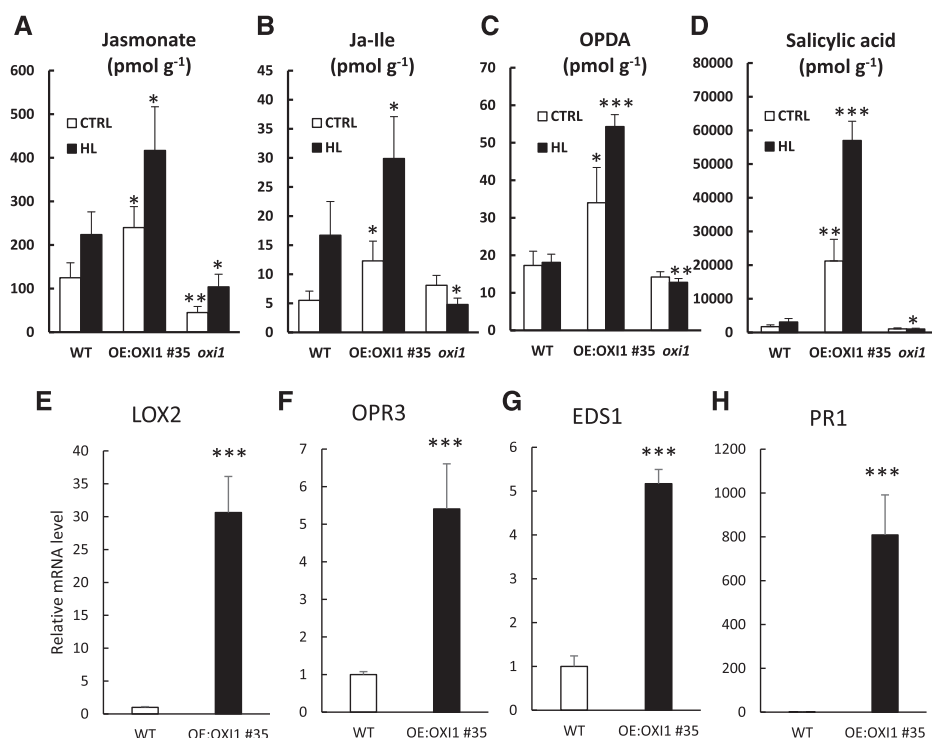 A
Jasmonate
(pmol g-1)
600
500
400
300
200
100
0
CTRL
HL
*
*
**
*
WT
OE:OXI1 #35
oxi1
B
Ja-Ile
(pmol g-1)
45
40
35
30
25
20
15
10
5
0
CTRL
HL
*
*
*
WT
OE:OXI1 #35
oxi1
C
OPDA
(pmol g-1)
70
60
50
40
30
20
10
0
CTRL
HL
*
***
**
WT
OE:OXI1 #35
oxi1
D
Salicylic acid
(pmol g-1)
80000
70000
60000
50000
40000
30000
20000
10000
0
CTRL
HL
**
***
*
WT
OE:OXI1 #35
oxi1
E
LOX2
Relative mRNA level
40
35
30
25
20
15
10
5
0
***
WT
OE:OXI1 #35
F
OPR3
7
6
5
4
3
2
1
0
***
WT
OE:OXI1 #35
G
EDS1
6
5
4
3
2
1
0
***
WT
OE:OXI1 #35
H
PR1
1200
1000
800
600
400
200
0
***
WT
OE:OXI1 #35